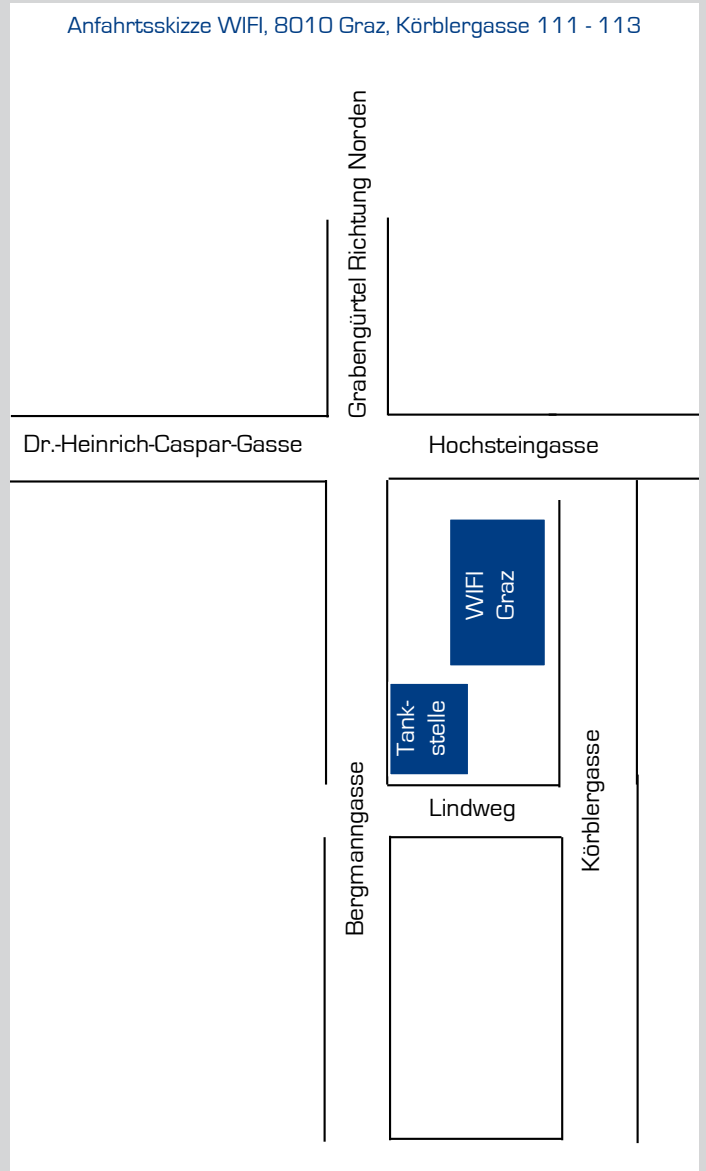 Anfahrtsskizze WIFI, 8010 Graz, Körblergasse 111 - 113
Grabengürtel Richtung Norden
Dr.-Heinrich-Caspar-Gasse
Hochsteingasse
WIFI
Graz
Tank-
stelle
Bergmanngasse
Lindweg
Körblergasse